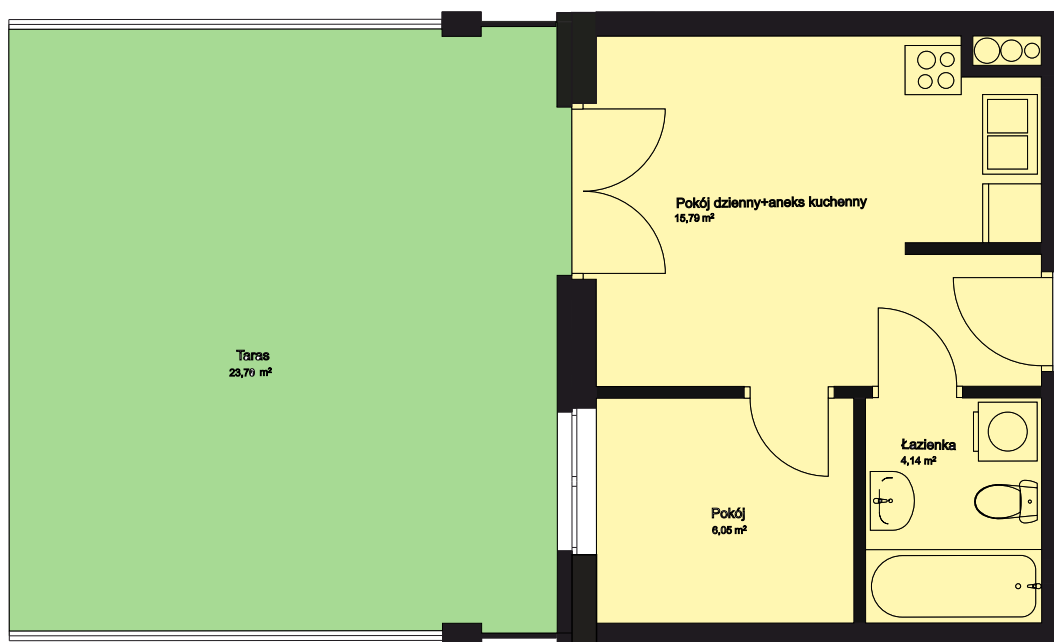 Pokój dzienny+aneks kuchenny
15,79 m²
Taras
23,70 m²
Łazienka
4,14 m²
Pokój
6,05 m²